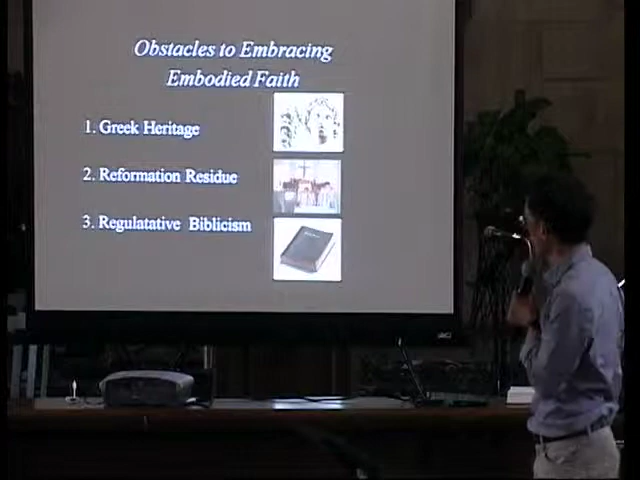 Obstacles to Embracing
Embodied Faith
1. Greek Heritage
2. Reformation Residue
3. Regulatative Biblicism